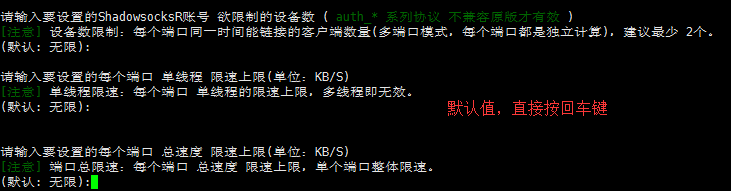 请输入要设置的ShadowsocksR账号 欲限制的设备数 ( auth_* 系列协议 不兼容原版才有效 )
[注意] 设备数限制：每个端口同一时间能链接的客户端数量(多端口模式，每个端口都是独立计算)，建议最少 2个。
(默认: 无限):
请输入要设置的每个端口 单线程 限速上限(单位：KB/S)
[注意] 单线程限速：每个端口 单线程的限速上限，多线程即无效。
(默认: 无限):
默认值，直接按回车键
请输入要设置的每个端口 总速度 限速上限(单位：KB/S)
[注意] 端口总限速：每个端口 总速度 限速上限，单个端口整体限速。
(默认: 无限):